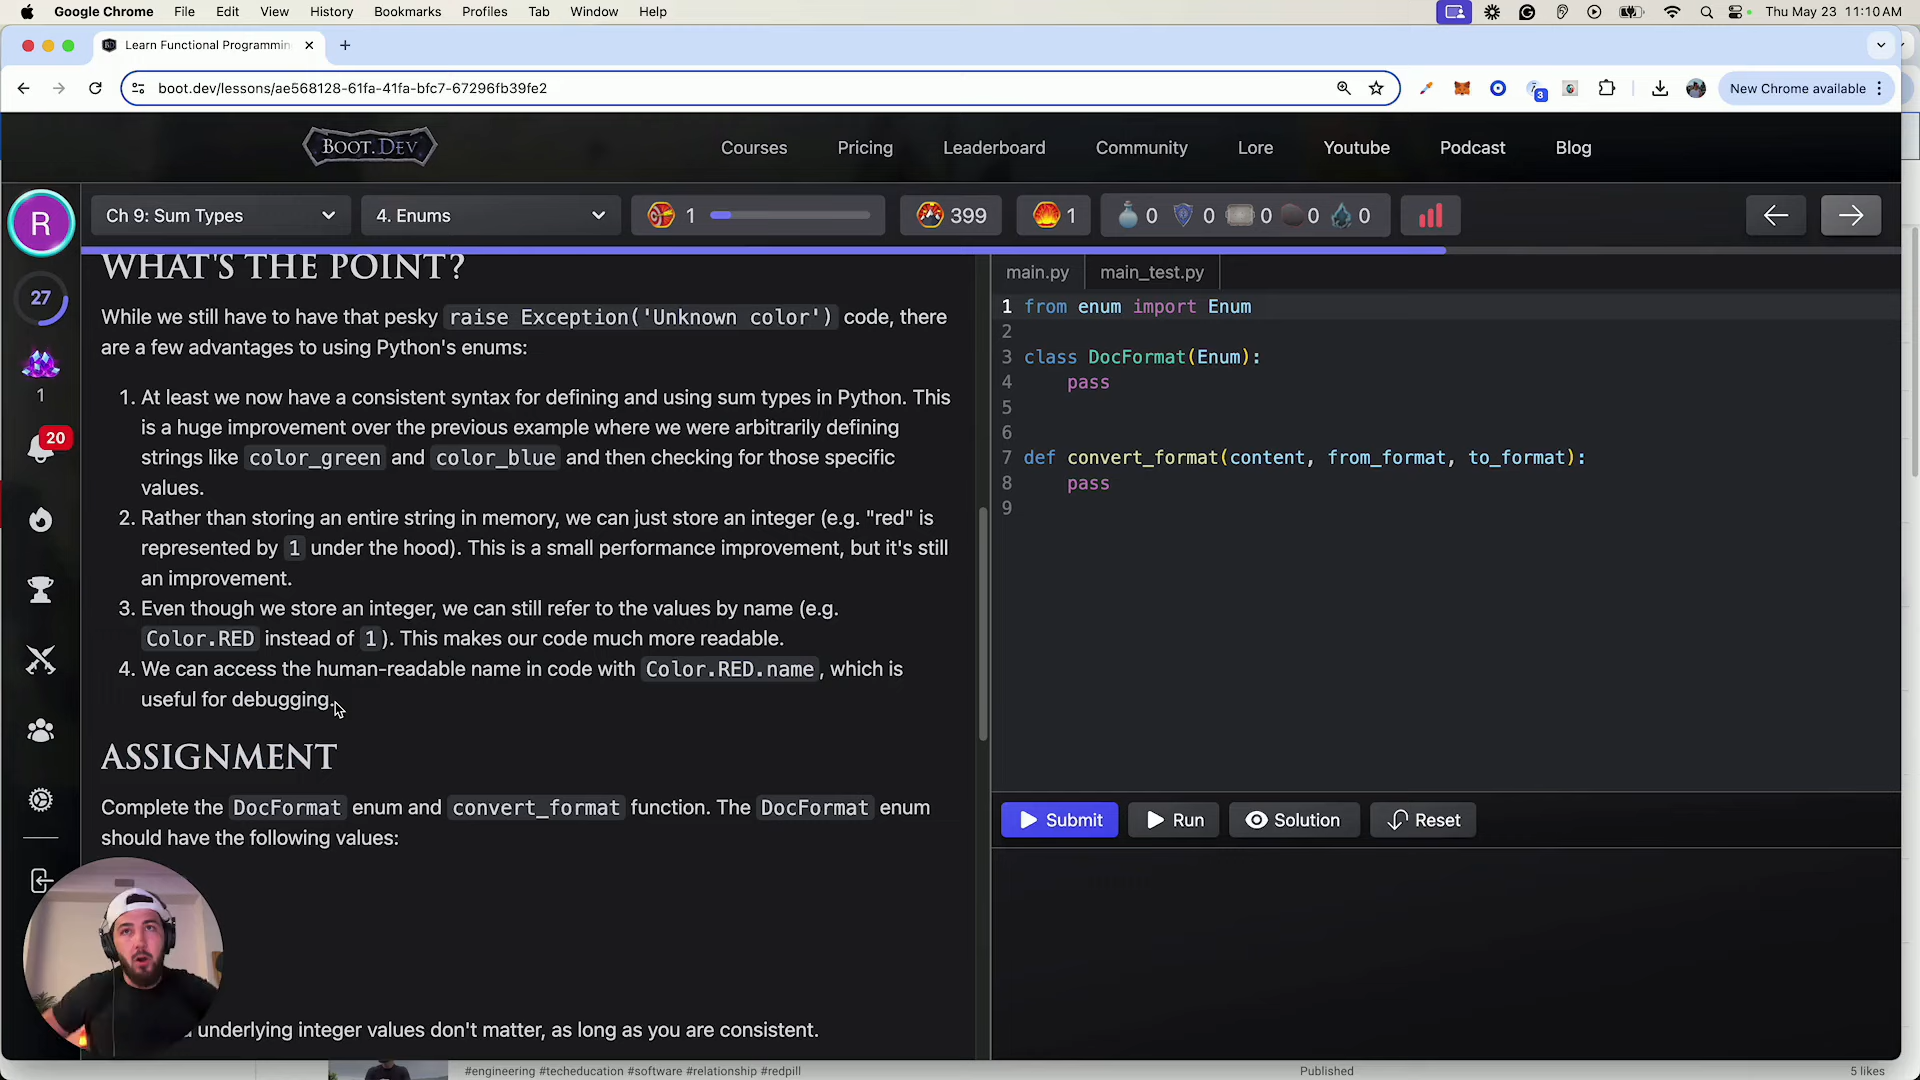 Google Chrome File Edit View History Bookmarks Profiles Tab Window Help
Thu May 23 11:10 AM
Learn Functional Programmin
boot.dev/lessons/ae568128-61fa-41fa-bfc7-67296fb39fe2
3
New Chrome available
BOOT.DEV
Courses Pricing Leaderboard Community Lore Youtube Podcast Blog
R
Ch 9: Sum Types
4. Enums
1
399
1
0 0 0 0 0
27
1
20
WHAT'S THE POINT?
While we still have to have that pesky raise Exception('Unknown color') code, there
are a few advantages to using Python's enums:
1. At least we now have a consistent syntax for defining and using sum types in Python. This
is a huge improvement over the previous example where we were arbitrarily defining
strings like color_green and color_blue and then checking for those specific
values.
2. Rather than storing an entire string in memory, we can just store an integer (e.g. "red" is
represented by 1 under the hood). This is a small performance improvement, but it's still
an improvement.
3. Even though we store an integer, we can still refer to the values by name (e.g.
Color.RED instead of 1). This makes our code much more readable.
4. We can access the human-readable name in code with Color.RED.name, which is
useful for debugging.
ASSIGNMENT
Complete the DocFormat enum and convert_format function. The DocFormat enum
should have the following values:
underlying integer values don't matter, as long as you are consistent.
main.py
main_test.py
1 from enum import Enum
2
3 class DocFormat(Enum):
4 pass
5
6
7 def convert_format(content, from_format, to_format):
8 pass
9
Submit
Run
Solution
Reset
#engineering #techeducation #software #relationship #redpill
Published
5 likes